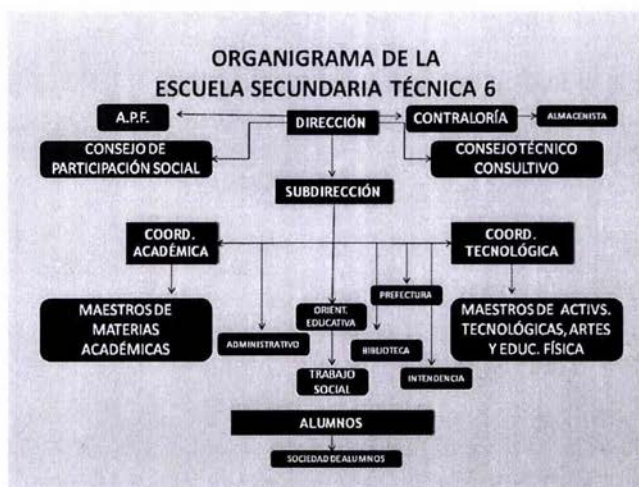 ORGANIGRAMA DE LA
ESCUELA SECUNDARIA TÉCNICA 6
A.P.F.
DIRECCIÓN
CONTRALORÍA
ALMACENISTA
CONSEJO DE
PARTICIPACIÓN SOCIAL
CONSEJO TÉCNICO
CONSULTIVO
SUBDIRECCIÓN
COORD.
ACADÉMICA
COORD.
TECNOLÓGICA
MAESTROS DE
MATERIAS
ACADÉMICAS
ADMINISTRATIVO
ORIENT.
EDUCATIVA
PREFECTURA
BIBLIOTECA
MAESTROS DE ACTIVS.
TECNOLÓGICAS, ARTES
Y EDUC. FÍSICA
TRABAJO
SOCIAL
INTENDENCIA
ALUMNOS
SOCIEDAD DE ALUMNOS